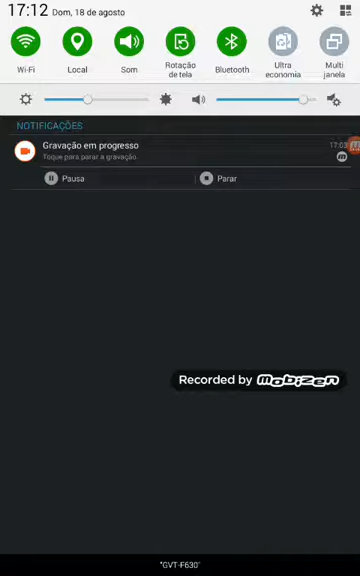 17:12 Dom, 18 de agosto
Wi-Fi
Local
Som
Rotação
de tela
Bluetooth
Ultra
economia
Multi
janela
NOTIFICAÇÕES
Gravação em progresso
17:03
Toque para parar a gravação.
Pausa
Parar
Recorded by mobizen
"GVT-F630"